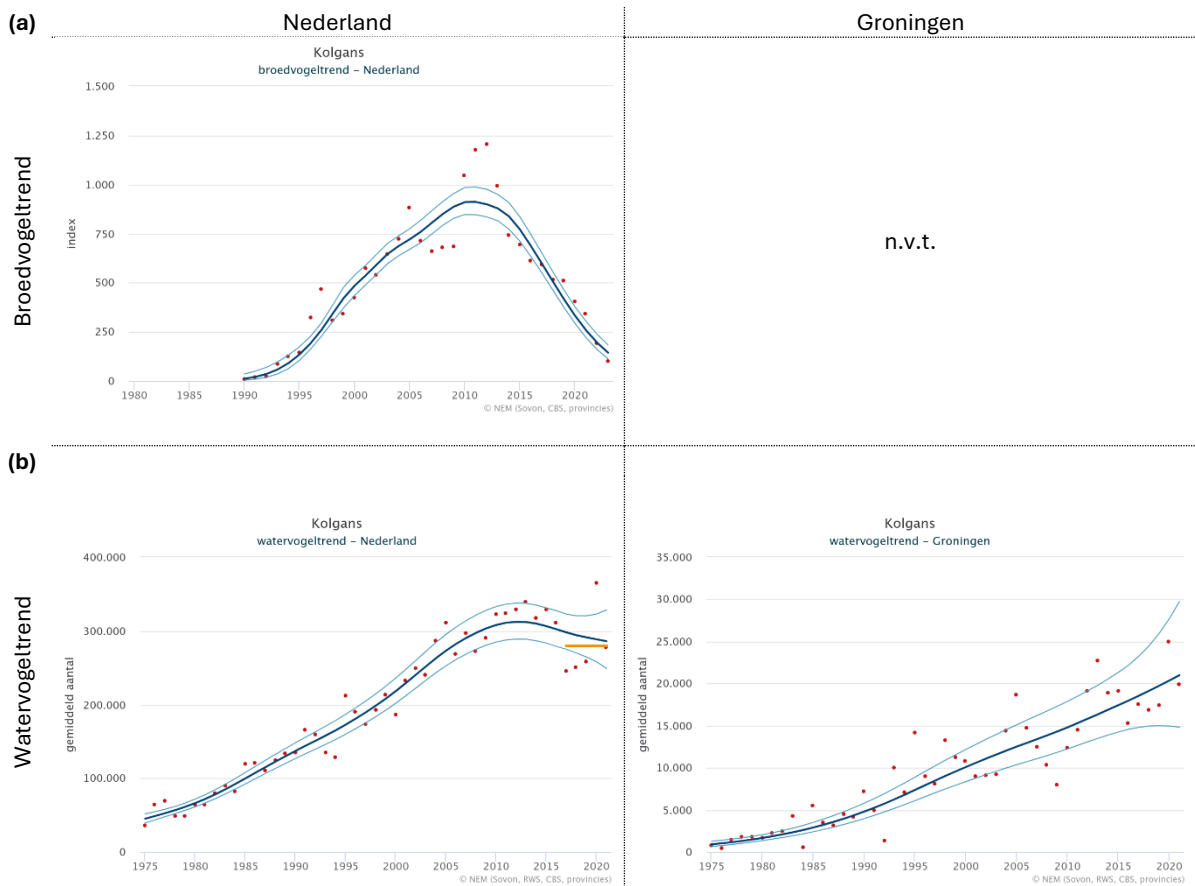 (a)
Nederland
Groningen
Broedvogeltrend
Kolgans
broedvogeltrend – Nederland
index
1.500
1.250
1.000
750
500
250
0
1980 1985 1990 1995 2000 2005 2010 2015 2020
© NEM (Sovon, CBS, provincies)
n.v.t.
(b)
Watervogeltrend
Kolgans
watervogeltrend – Nederland
gemiddeld aantal
400.000
300.000
200.000
100.000
0
1975 1980 1985 1990 1995 2000 2005 2010 2015 2020
© NEM (Sovon, RWS, CBS, provincies)
Kolgans
watervogeltrend – Groningen
gemiddeld aantal
35.000
30.000
25.000
20.000
15.000
10.000
5.000
0
1975 1980 1985 1990 1995 2000 2005 2010 2015 2020
© NEM (Sovon, RWS, CBS, provincies)